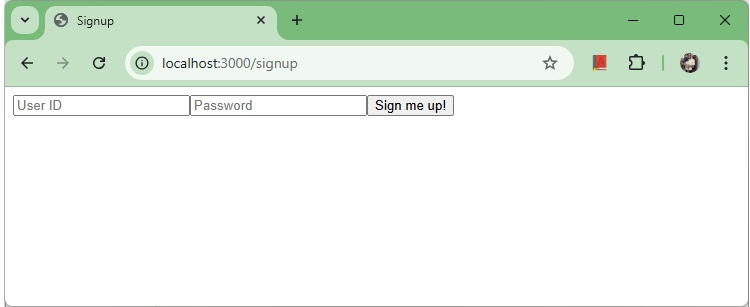 Signup
localhost:3000/signup
User ID Password Sign me up!